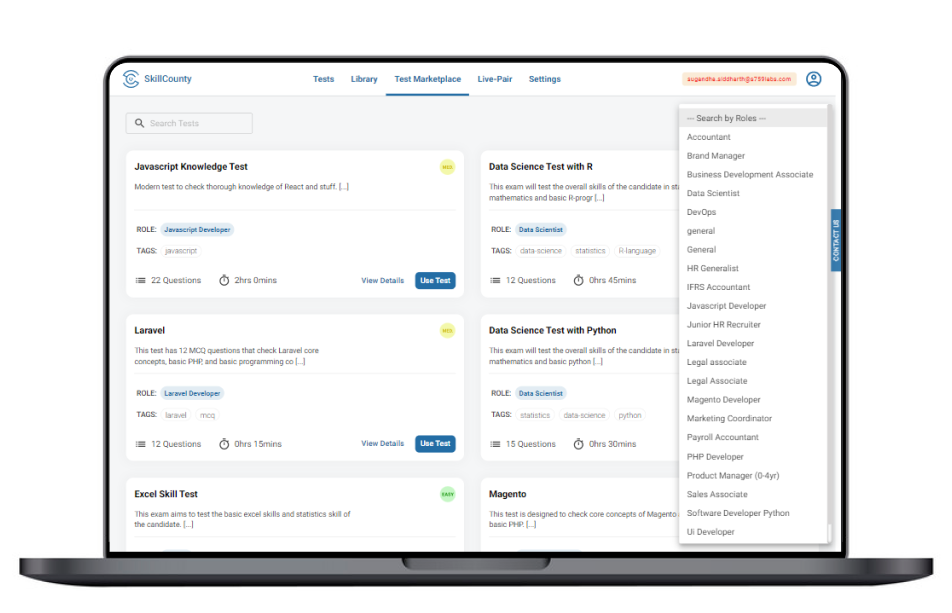 SkillCounty
Tests
Library
Test Marketplace
Live-Pair
Settings
sugandha.siddharth@s759labs.com
Search Tests
Javascript Knowledge Test
Modern test to check thorough knowledge of React and stuff. [...]
ROLE: Javascript Developer
TAGS: javascript
22 Questions 2hrs 0mins View Details Use Test
Data Science Test with R
This exam will test the overall skills of the candidate in
mathematics and basic R-progr [...]
ROLE: Data Scientist
TAGS: data-science statistics R-language
12 Questions 0hrs 45mins
Laravel
This test has 12 MCQ questions that check Laravel core
concepts, basic PHP, and basic programming co [...]
ROLE: Laravel Developer
TAGS: laravel mcq
12 Questions 0hrs 15mins View Details Use Test
Data Science Test with Python
This exam will test the overall skills of the candidate in
mathematics and basic python [...]
ROLE: Data Scientist
TAGS: statistics data-science python
15 Questions 0hrs 30mins
Excel Skill Test
EASY
This exam aims to test the basic excel skills and statistics skill of
the candidate. [...]
Magento
This test is designed to check core concepts of Magento
basic PHP. [...]
--- Search by Roles ---
Accountant
Brand Manager
Business Development Associate
Data Scientist
DevOps
general
General
HR Generalist
IFRS Accountant
Javascript Developer
Junior HR Recruiter
Laravel Developer
Legal associate
Legal Associate
Magento Developer
Marketing Coordinator
Payroll Accountant
PHP Developer
Product Manager (0-4yr)
Sales Associate
Software Developer Python
Ui Developer
CONTACT US